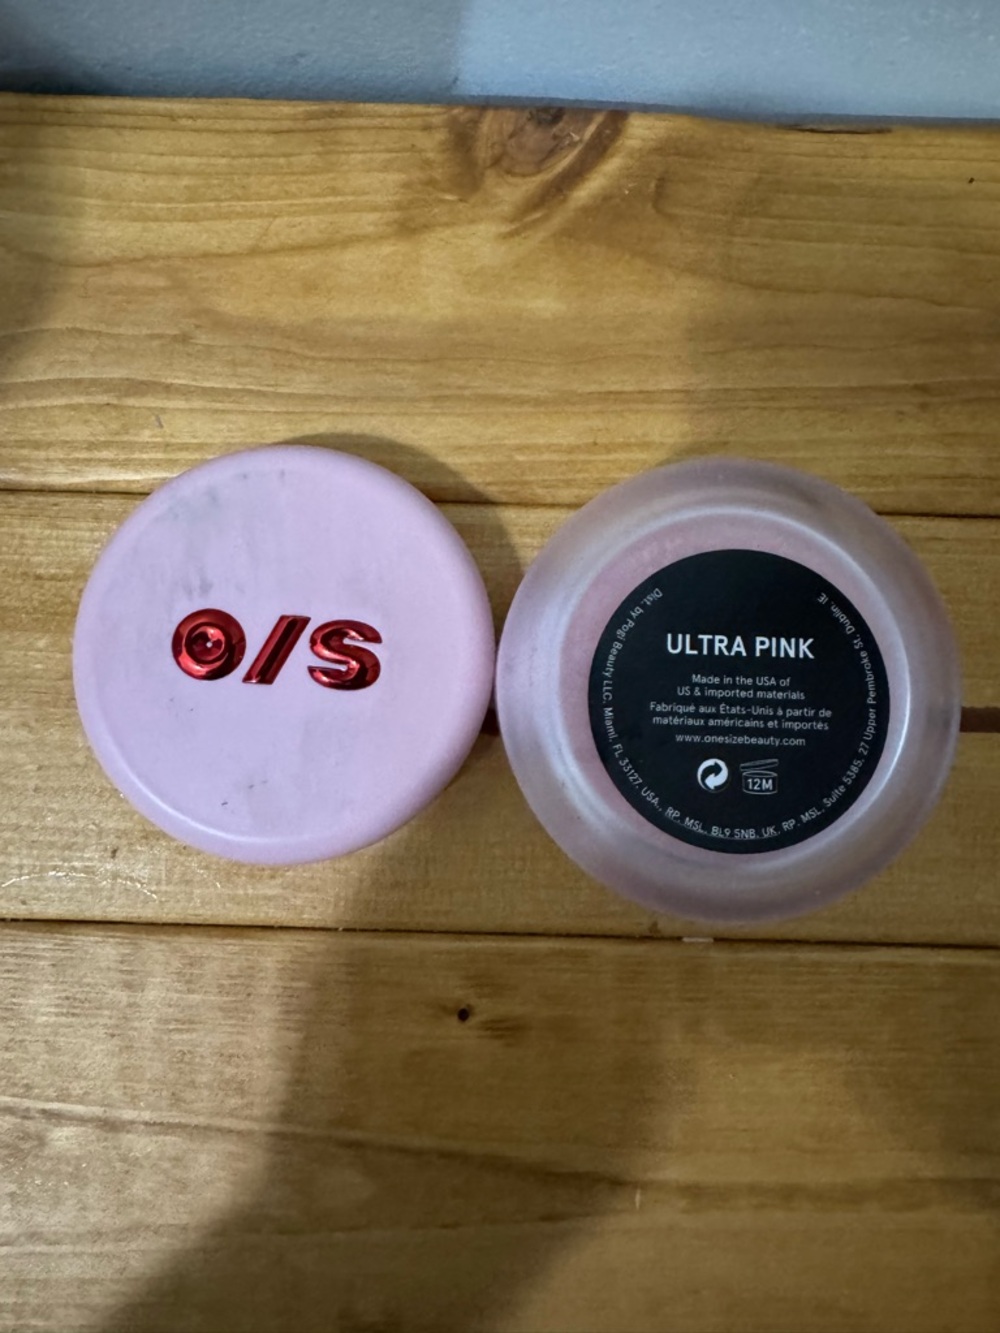 O/S
ULTRA PINK
Made in the USA of
US & imported materials
Fabriqué aux États-Unis à partir de
matériaux américains et importés
www.onesizebeauty.com
12M
Dist. by Pogi Beauty LLC, Miami, FL 33127, USA., RP, MSL, BL9 5NB, UK, RP, MSL, Suite 5385, 27 Upper Pembroke St, Dublin, IE